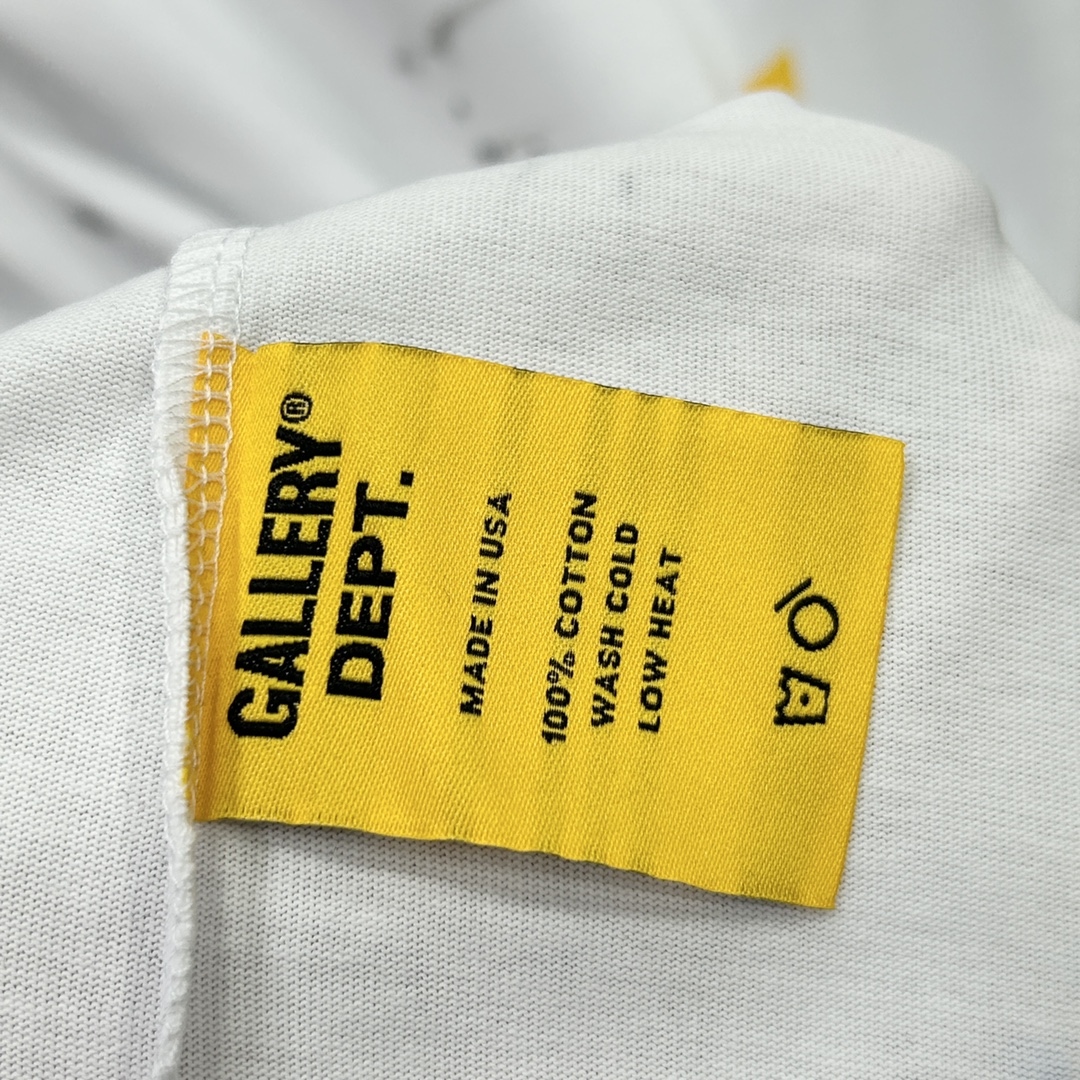 GALLERY®
DEPT.
MADE IN USA
100% COTTON
WASH COLD
LOW HEAT